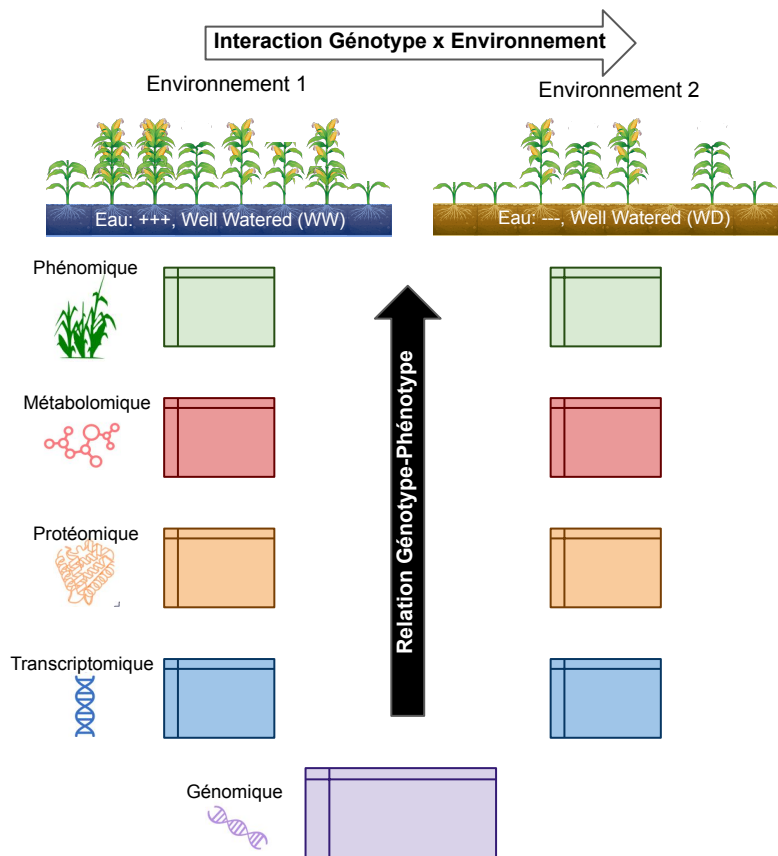 Interaction Génotype x Environnement
Environnement 1
Environnement 2
Eau: +++, Well Watered (WW)
Eau: ---, Well Watered (WD)
Phénomique
Métabolomique
Protéomique
Transcriptomique
Génomique
Relation Génotype-Phénotype